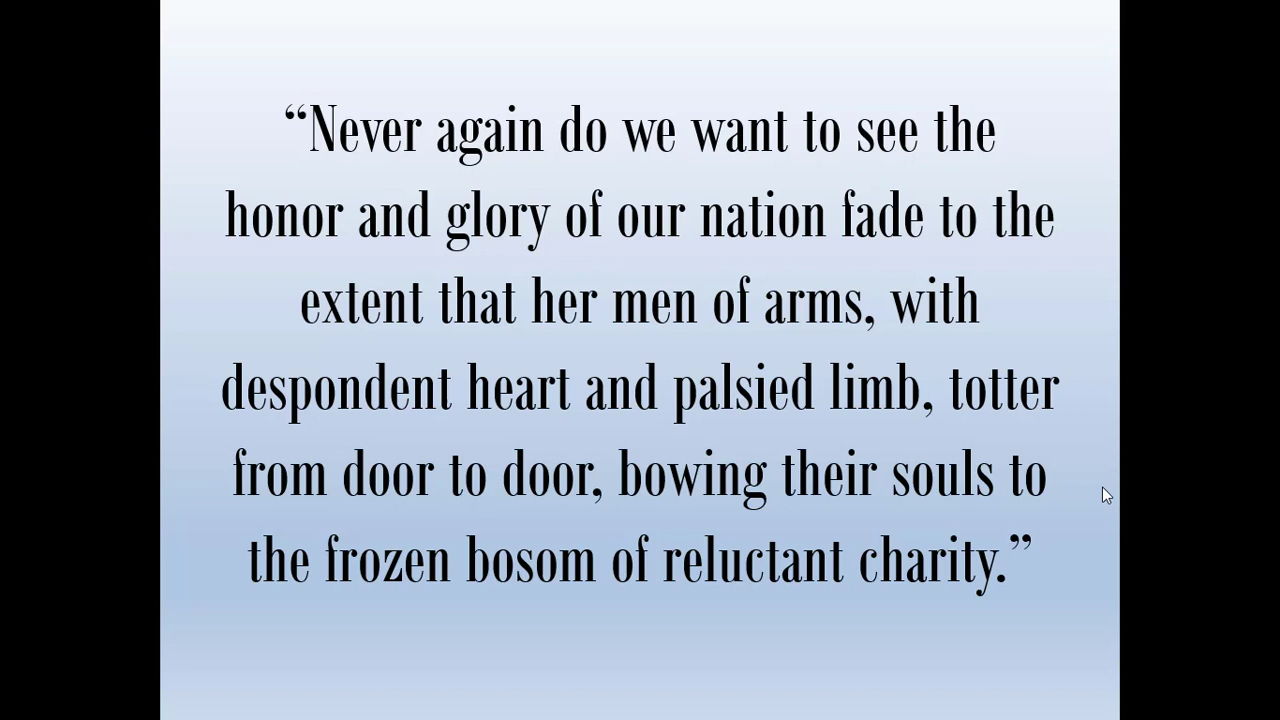 “Never again do we want to see the
honor and glory of our nation fade to the
extent that her men of arms, with
despondent heart and palsied limb, totter
from door to door, bowing their souls to
the frozen bosom of reluctant charity.”